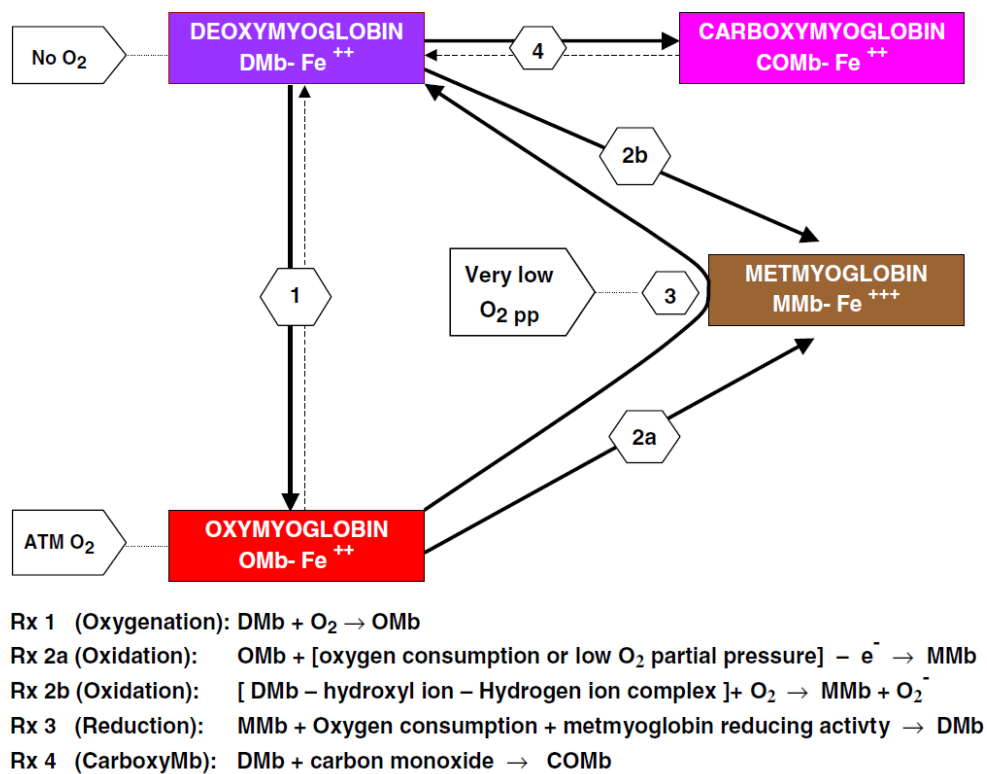 DEOXYMYOGLOBIN
DMb- Fe ++
CARBOXYMYOGLOBIN
COMb- Fe ++
No O2
4
2b
1
Very low
O2 pp
3
METMYOGLOBIN
MMb- Fe +++
2a
ATM O2
OXYMYOGLOBIN
OMb- Fe ++
Rx 1 (Oxygenation): DMb + O2 → OMb
Rx 2a (Oxidation): OMb + [oxygen consumption or low O2 partial pressure] – e- → MMb
Rx 2b (Oxidation): [ DMb – hydroxyl ion – Hydrogen ion complex ]+ O2 → MMb + O2-
Rx 3 (Reduction): MMb + Oxygen consumption + metmyoglobin reducing activty → DMb
Rx 4 (CarboxyMb): DMb + carbon monoxide → COMb